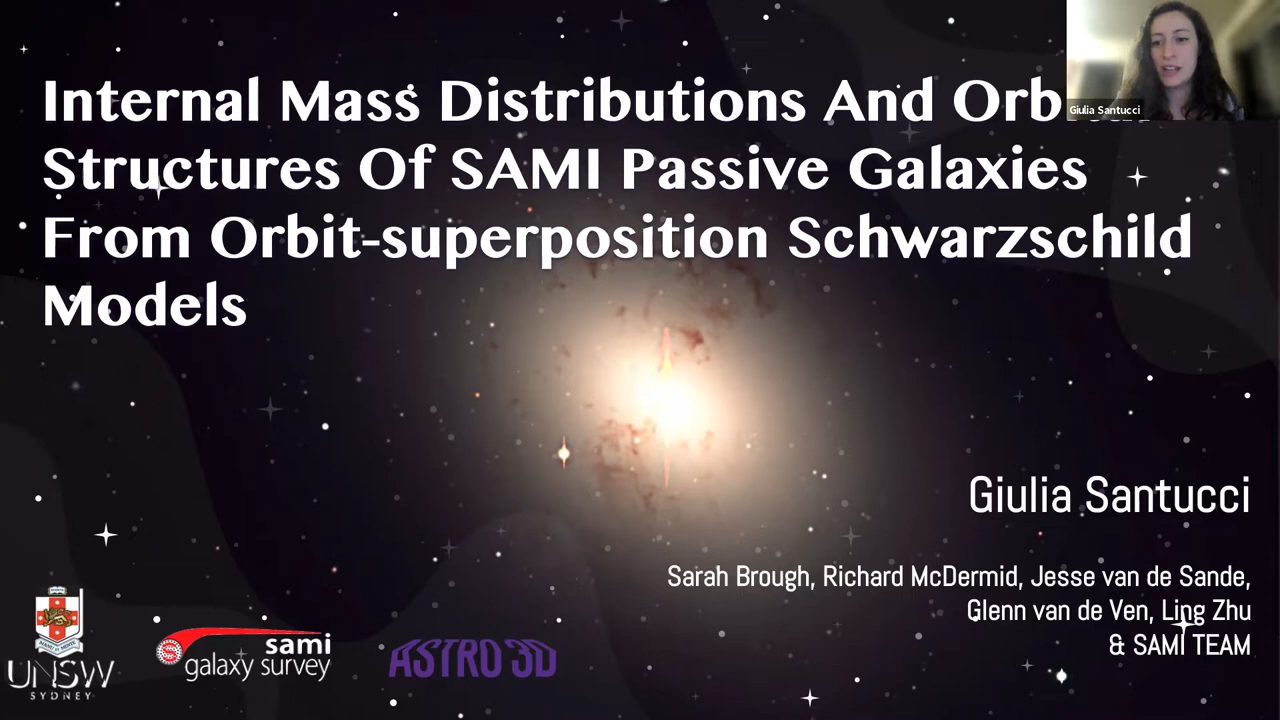 Internal Mass Distributions And Orb
Structures Of SAMI Passive Galaxies
From Orbit-superposition Schwarzschild
Models
Giulia Santucci
Giulia Santucci
Sarah Brough, Richard McDermid, Jesse van de Sande,
Glenn van de Ven, Ling Zhu
& SAMI TEAM
UNSW
SYDNEY
sami
galaxy survey
ASTRO 3D